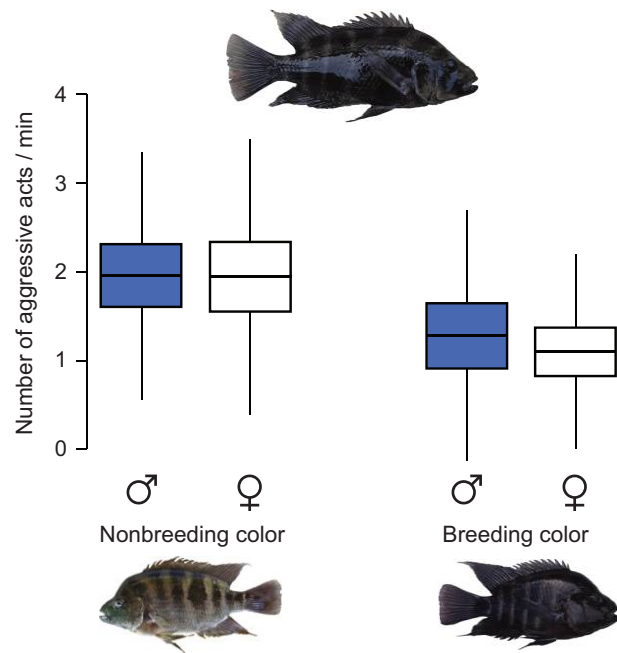 Number of aggressive acts / min
4
3
2
1
0
♂ ♀ ♂ ♀
Nonbreeding color Breeding color